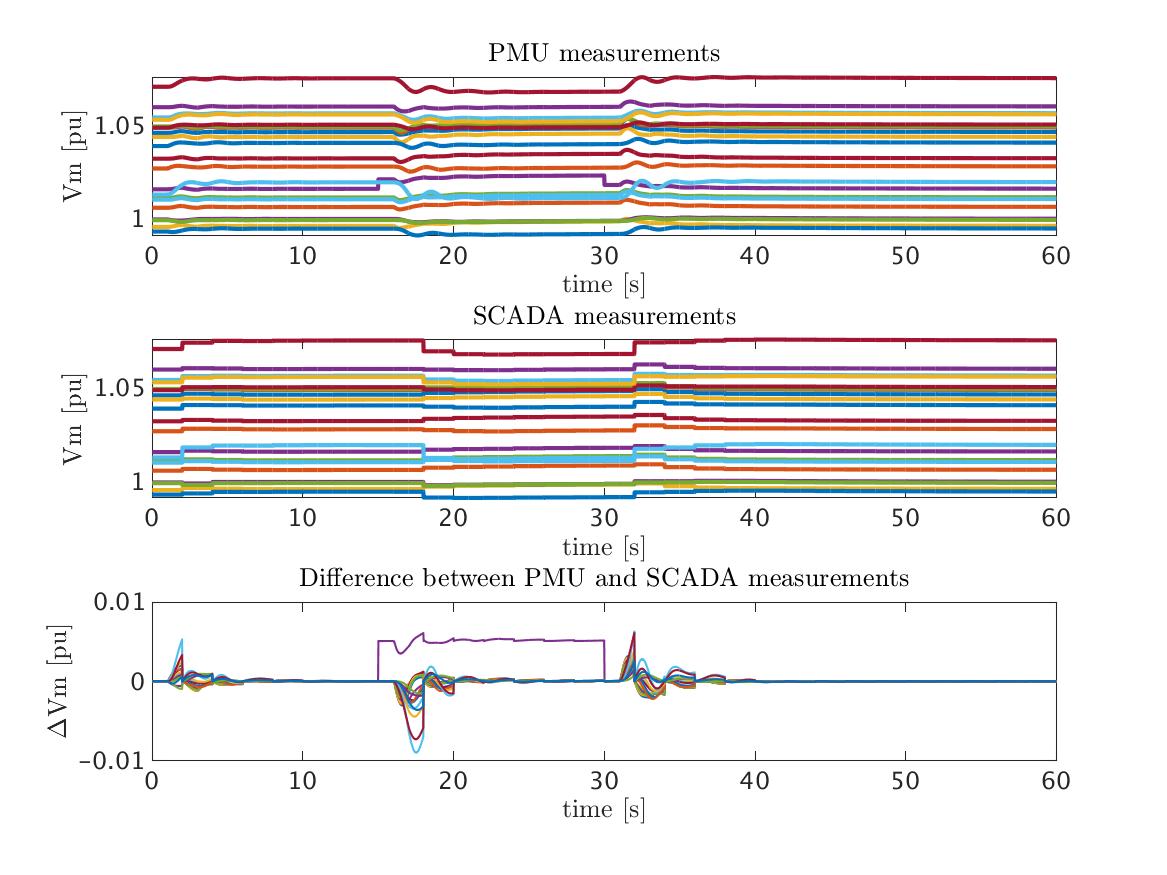 PMU measurements
1.05
1
Vm [pu]
0 10 20 30 40 50 60
time [s]
SCADA measurements
1.05
1
Vm [pu]
0 10 20 30 40 50 60
time [s]
Difference between PMU and SCADA measurements
0.01
0
-0.01
ΔVm [pu]
0 10 20 30 40 50 60
time [s]